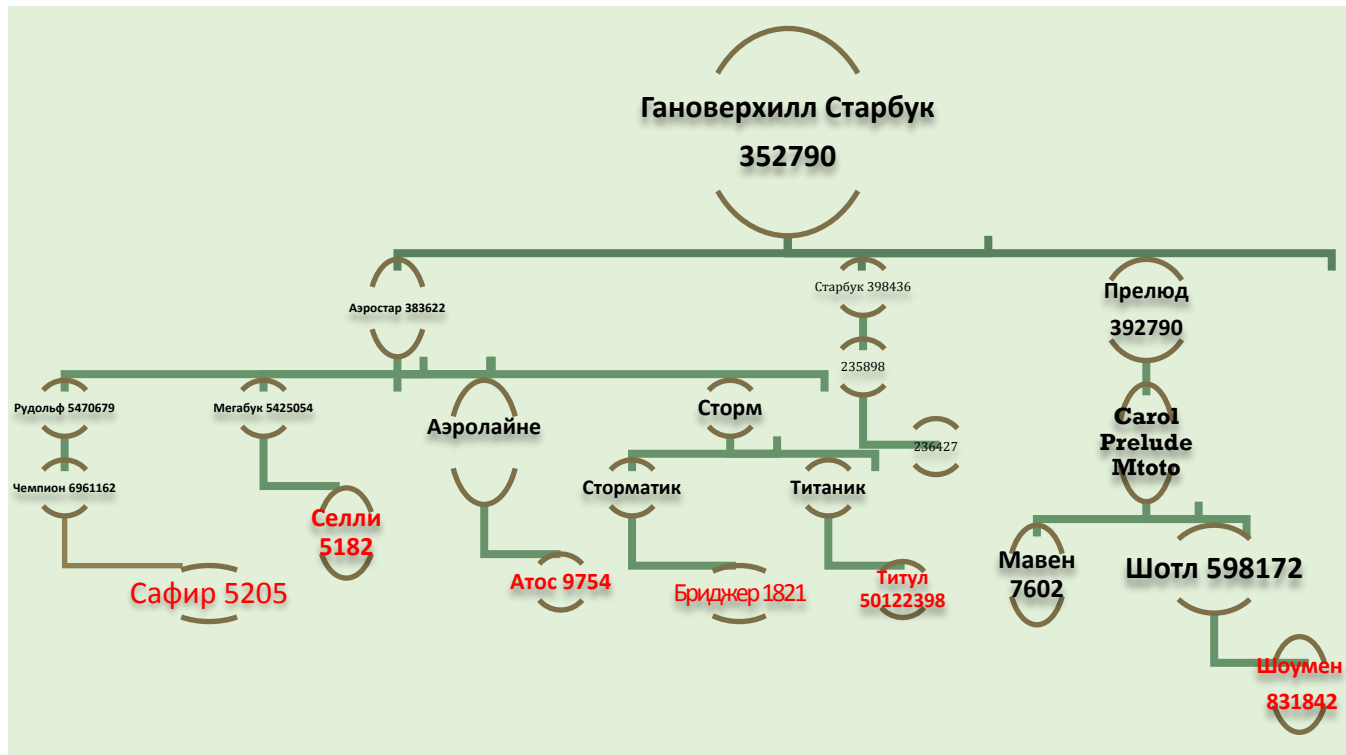 Гановерхилл Старбук
352790
Аэростар 383622
Старбук 398436
Прелюд
392790
235898
Рудольф 5470679
Мегабук 5425054
Аэролайне
Сторм
Carol
Prelude
Mtoto
236427
Чемпион 6961162
Сторматик
Титаник
Селли
5182
Мавен
7602
Шотл 598172
Сафир 5205
Атос 9754
Бриджер 1821
Титул
50122398
Шоумен
831842